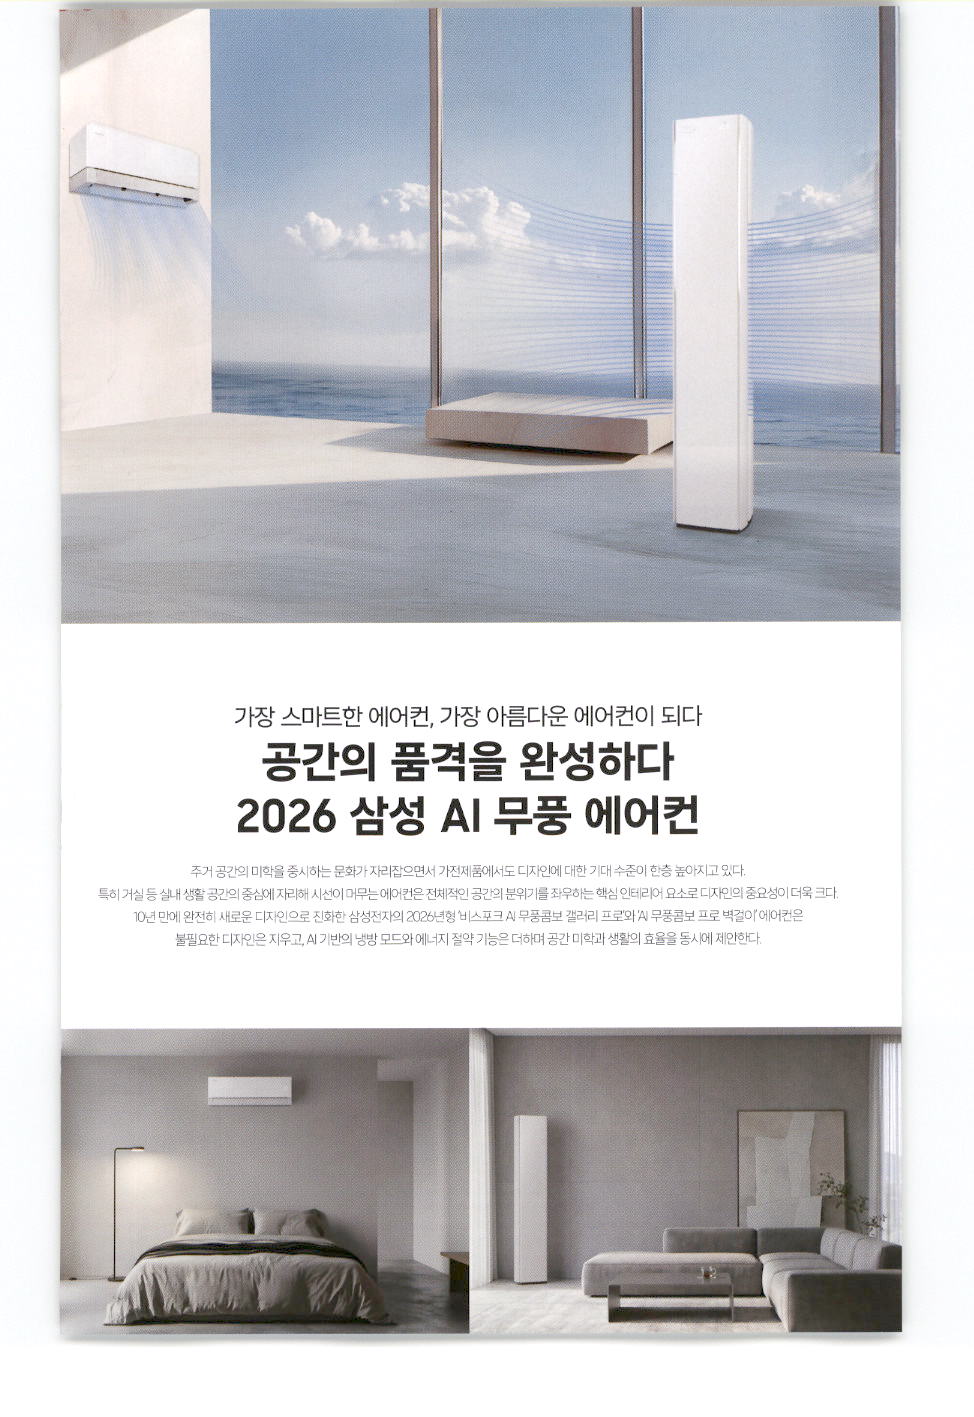 가장 스마트한 에어컨, 가장 아름다운 에어컨이 되다
공간의 품격을 완성하다
2026 삼성 AI 무풍 에어컨
주거 공간의 미학을 중시하는 문화가 자리잡으면서 가전제품에서도 디자인에 대한 기대 수준이 한층 높아지고 있다.
특히 거실 등 실내 생활 공간의 중심에 자리해 시선이 머무는 에어컨은 전체적인 공간의 분위기를 좌우하는 핵심 인테리어 요소로 디자인의 중요성이 더욱 크다.
10년 만에 완전히 새로운 디자인으로 진화한 삼성전자의 2026년형 '비스포크 AI 무풍콤보 갤러리 프로'와 'AI 무풍콤보 프로 벽걸이' 에어컨은
불필요한 디자인은 지우고, AI 기반의 냉방 모드와 에너지 절약 기능은 더하며 공간 미학과 생활의 효율을 동시에 제안한다.